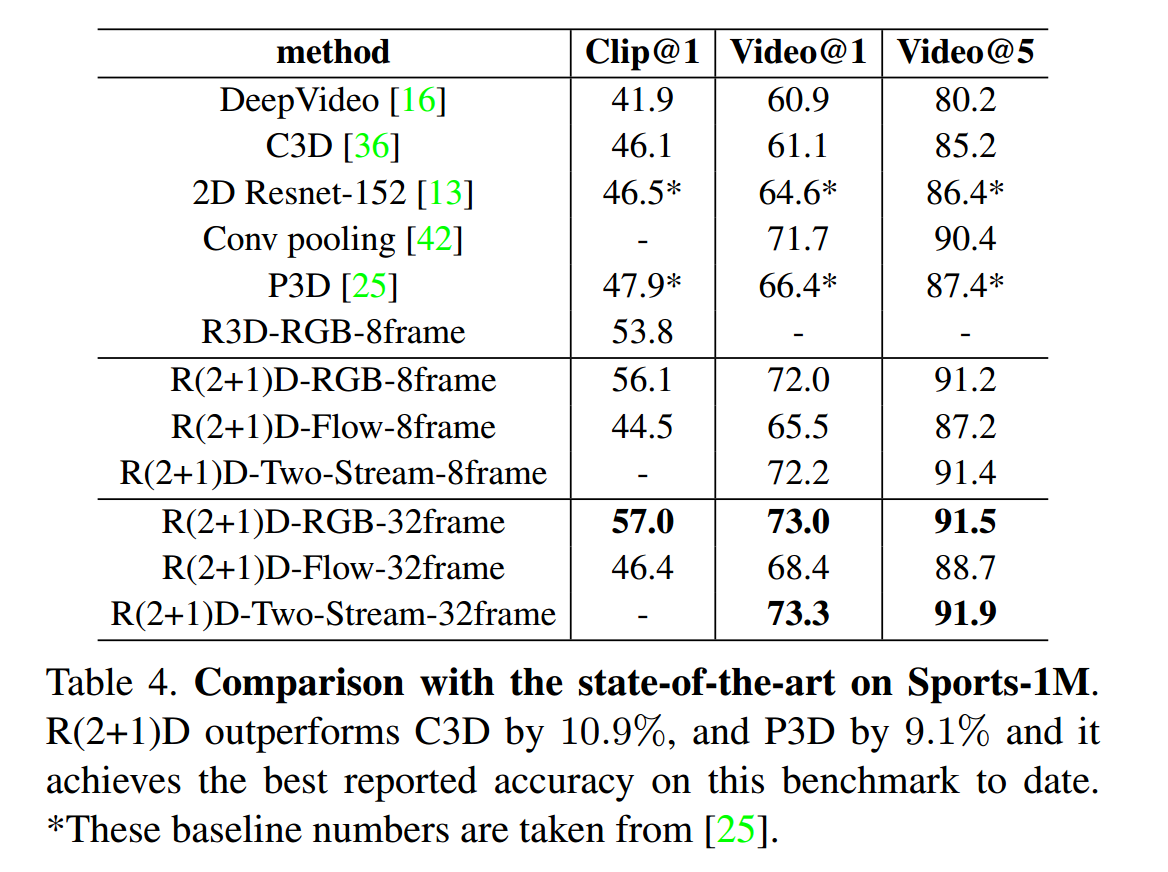 method Clip@1 Video@1 Video@5
DeepVideo [16] 41.9 60.9 80.2
C3D [36] 46.1 61.1 85.2
2D Resnet-152 [13] 46.5* 64.6* 86.4*
Conv pooling [42] - 71.7 90.4
P3D [25] 47.9* 66.4* 87.4*
R3D-RGB-8frame 53.8 - -
R(2+1)D-RGB-8frame 56.1 72.0 91.2
R(2+1)D-Flow-8frame 44.5 65.5 87.2
R(2+1)D-Two-Stream-8frame - 72.2 91.4
R(2+1)D-RGB-32frame 57.0 73.0 91.5
R(2+1)D-Flow-32frame 46.4 68.4 88.7
R(2+1)D-Two-Stream-32frame - 73.3 91.9
Table 4. Comparison with the state-of-the-art on Sports-1M.
R(2+1)D outperforms C3D by 10.9%, and P3D by 9.1% and it
achieves the best reported accuracy on this benchmark to date.
*These baseline numbers are taken from [25].